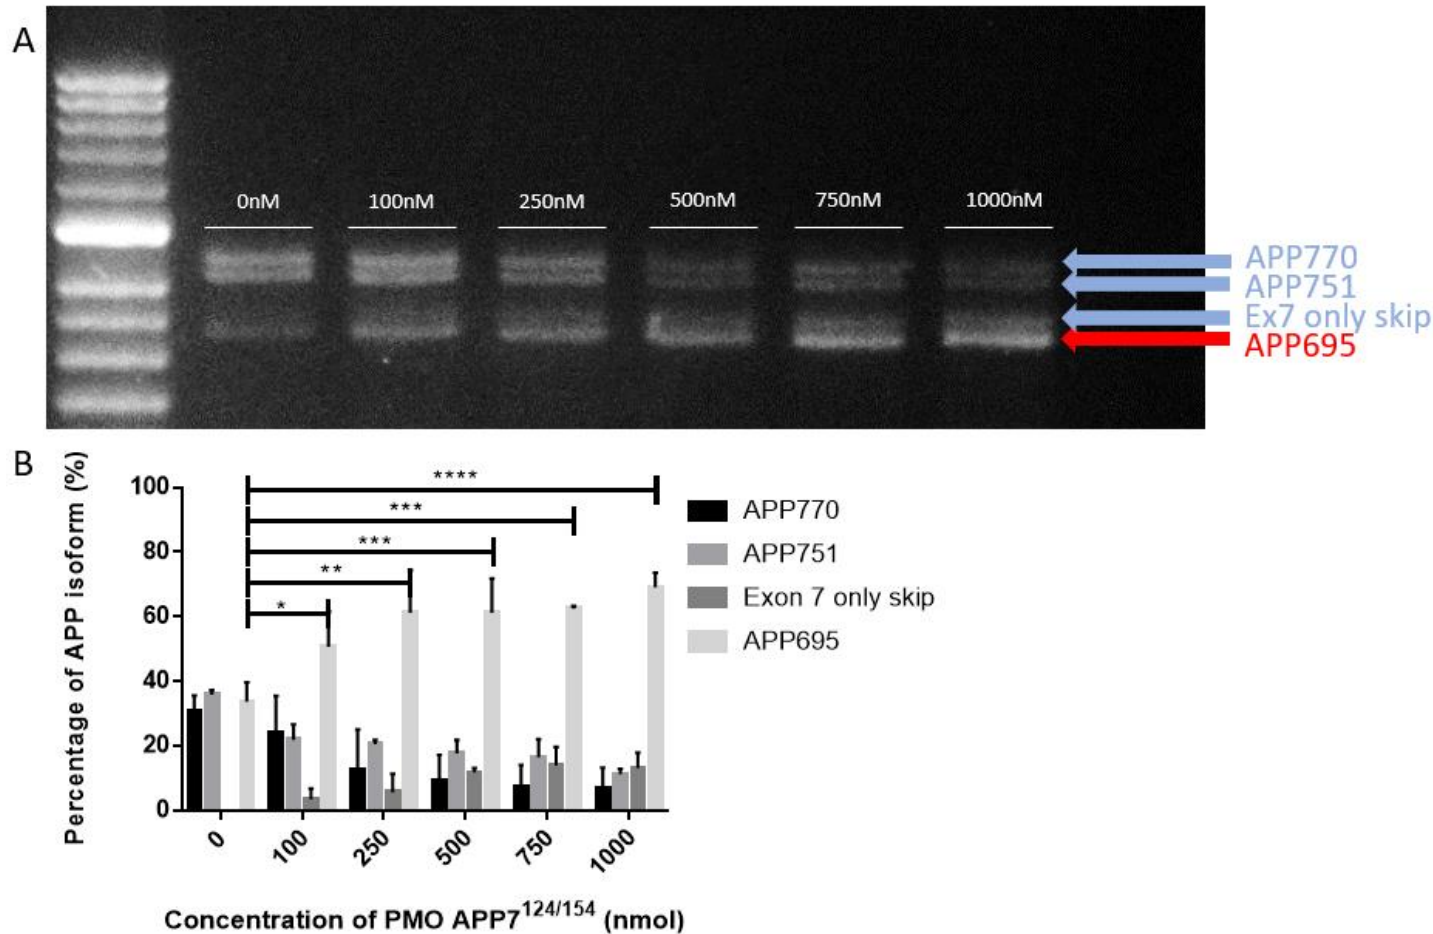 A
0nM 100nM 250nM 500nM 750nM 1000nM
APP770
APP751
Ex7 only skip
APP695
B
Percentage of APP isoform (%)
100
80
60
40
20
0
****
***
***
**
*
APP770
APP751
Exon 7 only skip
APP695
0 100 250 500 750 1000
Concentration of PMO APP7124/154 (nmol)